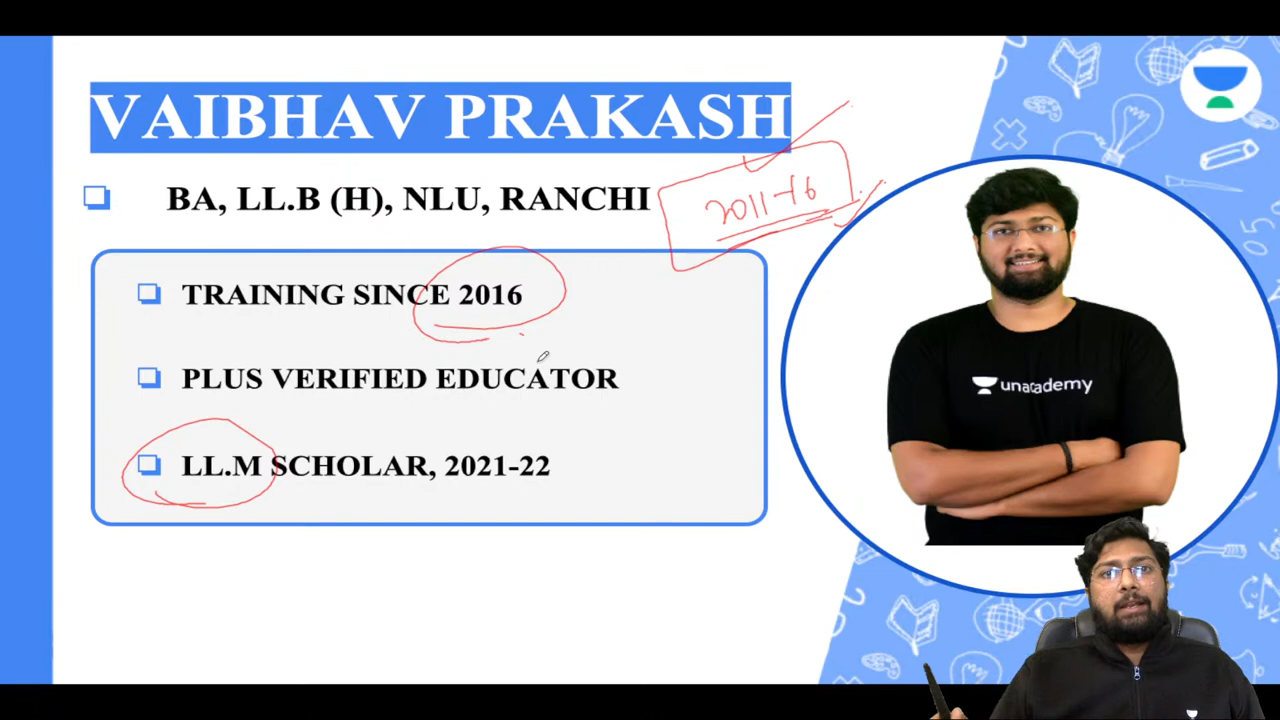 VAIBHAV PRAKASH
BA, LL.B (H), NLU, RANCHI
2011-16
TRAINING SINCE 2016
PLUS VERIFIED EDUCATOR
LL.M SCHOLAR, 2021-22
unacademy